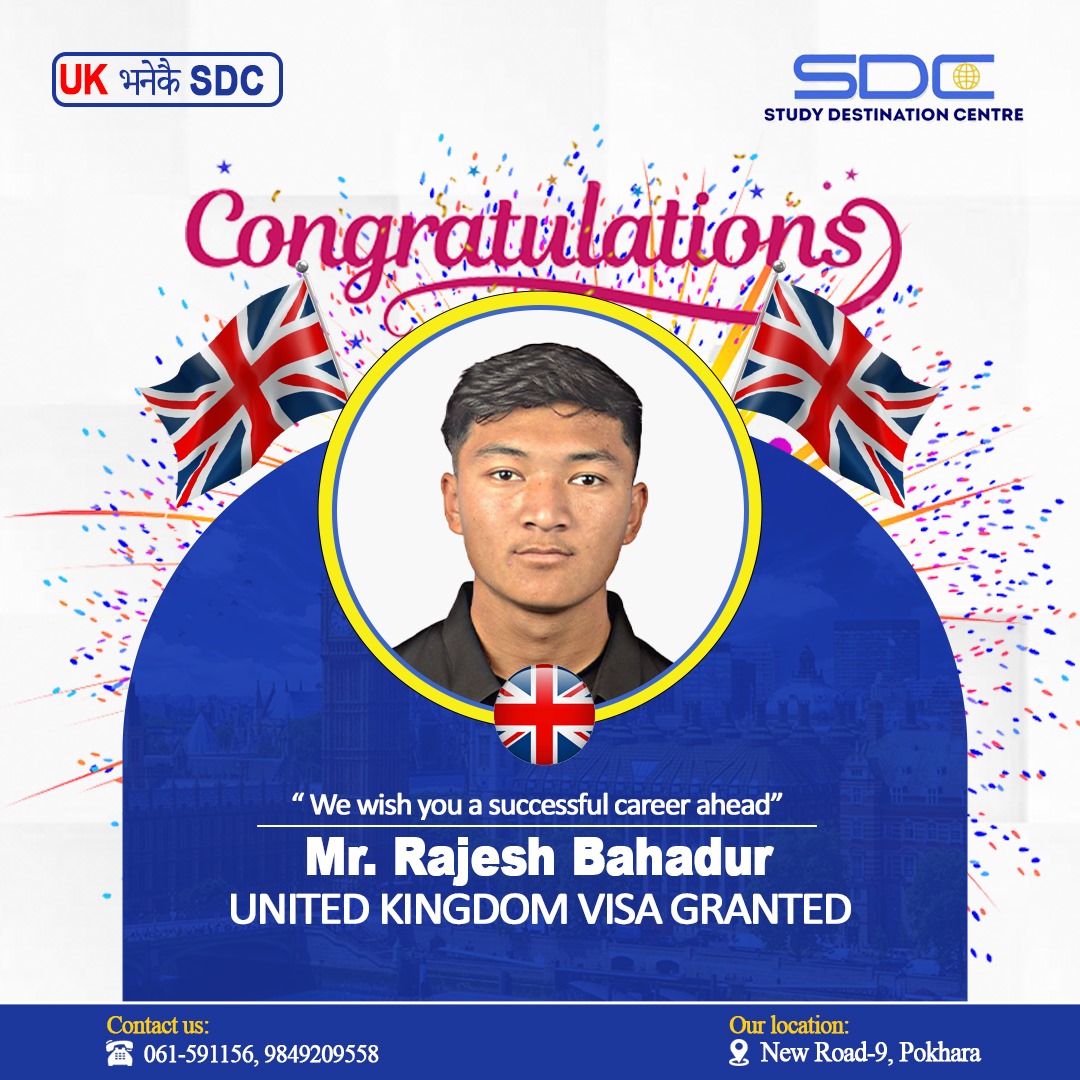 UK भनेकै SDC
SDC
STUDY DESTINATION CENTRE
Congratulations
“ We wish you a successful career ahead”
Mr. Rajesh Bahadur
UNITED KINGDOM VISA GRANTED
Contact us:
061-591156, 9849209558
Our location:
New Road-9, Pokhara